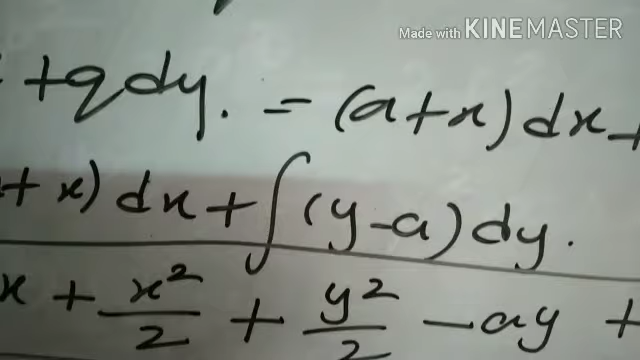 Made with KINEMASTER
+qdy. = (a+x)dx+
+x)dx+∫(y-a)dy.
x + x²/2 + y²/2 - ay +